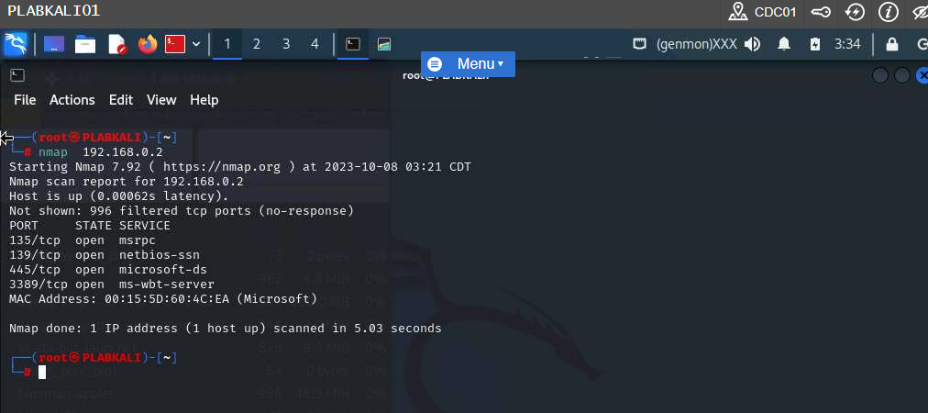 PLABKALI01
CDC01
1 2 3 4
(genmon)XXX
3:34
Menu
File Actions Edit View Help
(root㉿PLABKALI)-[~]
# nmap 192.168.0.2
Starting Nmap 7.92 ( https://nmap.org ) at 2023-10-08 03:21 CDT
Nmap scan report for 192.168.0.2
Host is up (0.00062s latency).
Not shown: 996 filtered tcp ports (no-response)
PORT STATE SERVICE
135/tcp open msrpc
139/tcp open netbios-ssn
445/tcp open microsoft-ds
3389/tcp open ms-wbt-server
MAC Address: 00:15:5D:60:4C:EA (Microsoft)
Nmap done: 1 IP address (1 host up) scanned in 5.03 seconds
(root㉿PLABKALI)-[~]
#